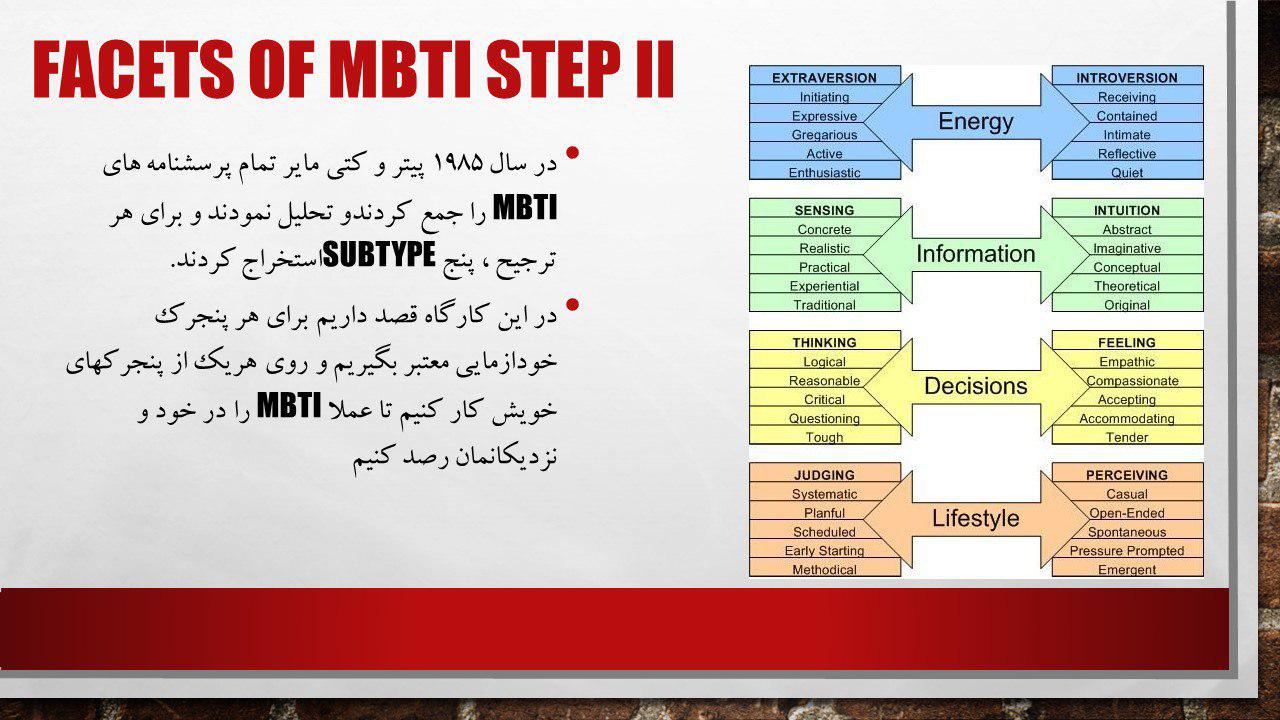 FACETS OF MBTI STEP II
• در سال ۱۹۸۵ پیتر و کتی مایر تمام پرسشنامه های
MBTI را جمع کردندو تحلیل نمودند و برای هر
ترجیح ، پنج SUBTYPEاستخراج کردند.
• در این کارگاه قصد داریم برای هر پنجرک
خودازمایی معتبر بگیریم و روی هریک از پنجرکهای
خویش کار کنیم تا عملا MBTI را در خود و
نزدیکانمان رصد کنیم
EXTRAVERSION
Initiating
Expressive
Gregarious
Active
Enthusiastic
Energy
INTROVERSION
Receiving
Contained
Intimate
Reflective
Quiet
SENSING
Concrete
Realistic
Practical
Experiential
Traditional
Information
INTUITION
Abstract
Imaginative
Conceptual
Theoretical
Original
THINKING
Logical
Reasonable
Critical
Questioning
Tough
Decisions
FEELING
Empathic
Compassionate
Accepting
Accommodating
Tender
JUDGING
Systematic
Planful
Scheduled
Early Starting
Methodical
Lifestyle
PERCEIVING
Casual
Open-Ended
Spontaneous
Pressure Prompted
Emergent